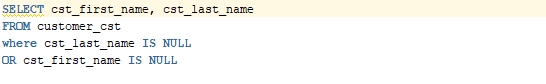 SELECT cst_first_name, cst_last_name
FROM customer_cst
where cst_last_name IS NULL
OR cst_first_name IS NULL